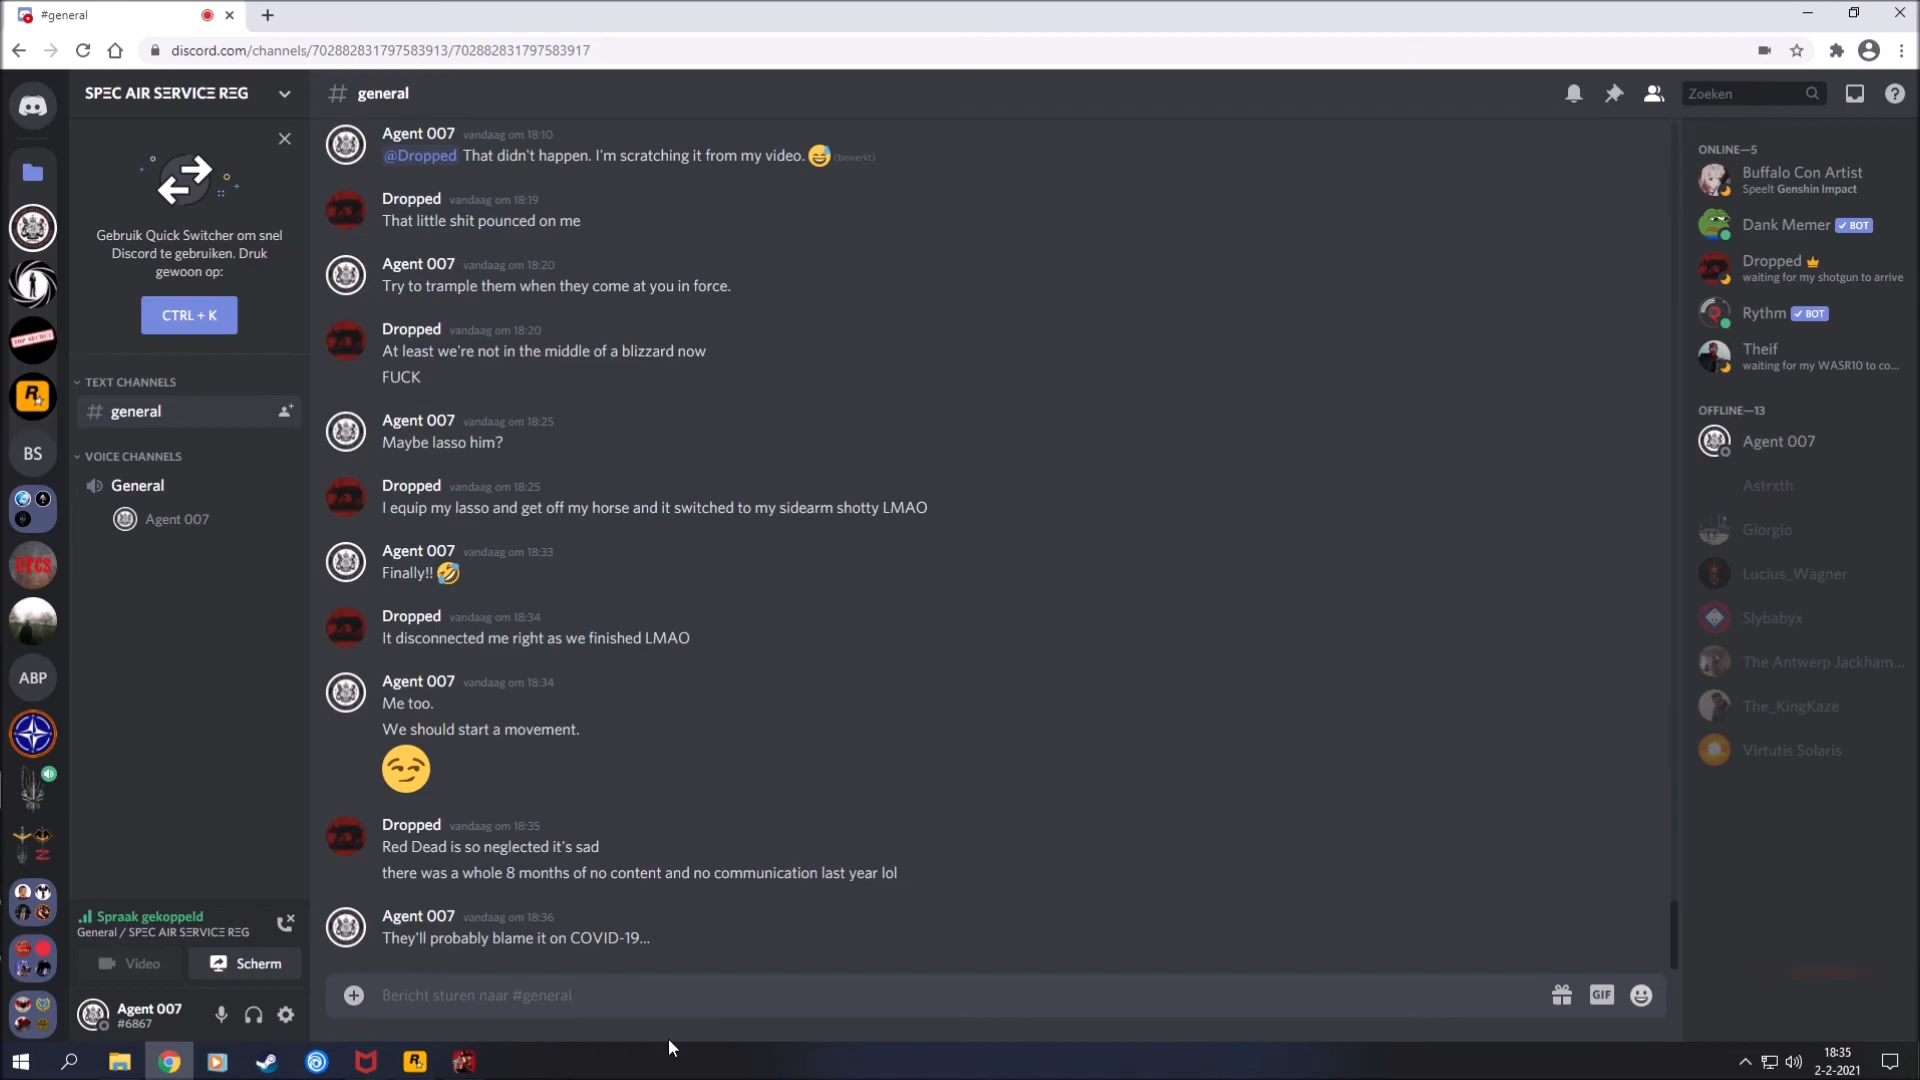 #general
discord.com/channels/702882831797583913/702882831797583917
SPΞC AIR SΞRVICΞ RΞG
# general
Zoeken
Gebruik Quick Switcher om snel
Discord te gebruiken. Druk
gewoon op:
CTRL + K
TEXT CHANNELS
# general
VOICE CHANNELS
General
Agent 007
TOP SECRET
R
BS
ABP
Agent 007 vandaag om 18:10
@Dropped That didn't happen. I'm scratching it from my video. 😅 (bewerkt)
Dropped vandaag om 18:19
That little shit pounced on me
Agent 007 vandaag om 18:20
Try to trample them when they come at you in force.
Dropped vandaag om 18:20
At least we're not in the middle of a blizzard now
FUCK
Agent 007 vandaag om 18:25
Maybe lasso him?
Dropped vandaag om 18:25
I equip my lasso and get off my horse and it switched to my sidearm shotty LMAO
Agent 007 vandaag om 18:33
Finally!! 🤣
Dropped vandaag om 18:34
It disconnected me right as we finished LMAO
Agent 007 vandaag om 18:34
Me too.
We should start a movement.
😏
Dropped vandaag om 18:35
Red Dead is so neglected it's sad
there was a whole 8 months of no content and no communication last year lol
Agent 007 vandaag om 18:36
They'll probably blame it on COVID-19...
Bericht sturen naar #general
GIF
ONLINE—5
Buffalo Con Artist
Speelt Genshin Impact
Dank Memer ✓ BOT
Dropped
waiting for my shotgun to arrive
Rythm ✓ BOT
Theif
waiting for my WASR10 to co...
OFFLINE—13
Agent 007
Astrxth
Giorgio
Lucius_Wagner
Slybabyx
The Antwerp Jackham...
The_KingKaze
Virtutis Solaris
Spraak gekoppeld
General / SPΞC AIR SΞRVICΞ RΞG
Video
Scherm
Agent 007
#6867
R
18:35
2-2-2021